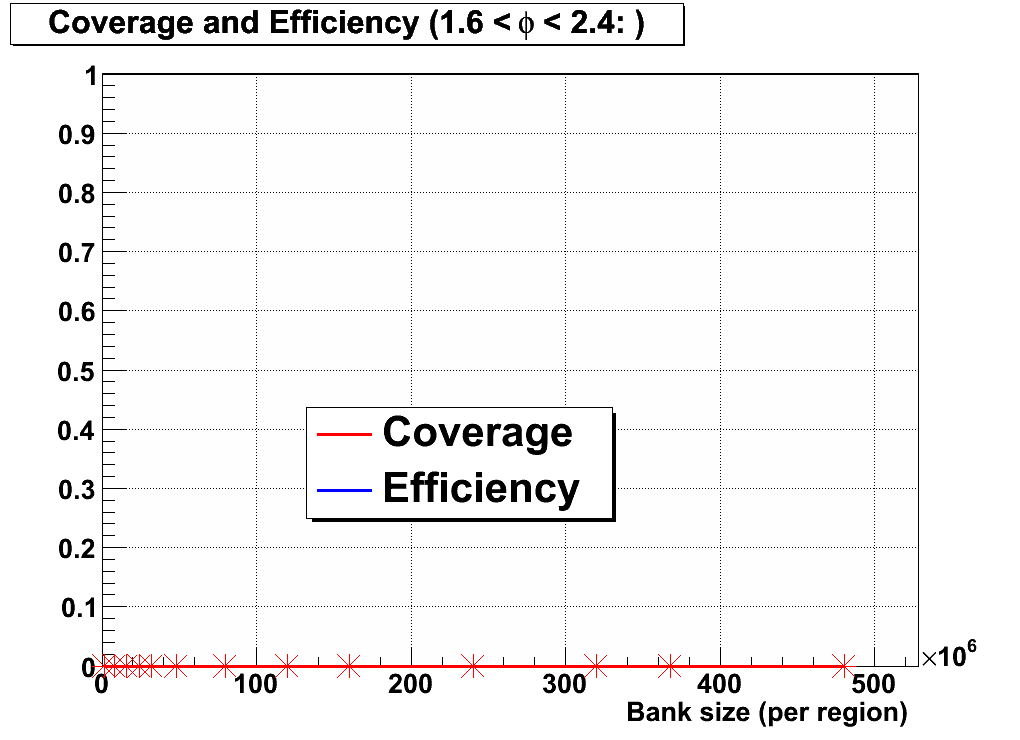 Coverage and Efficiency (1.6 < ϕ < 2.4: )
1
0.9
0.8
0.7
0.6
0.5
0.4
0.3
0.2
0.1
0
Coverage
Efficiency
0 100 200 300 400 500 ×10⁶
Bank size (per region)